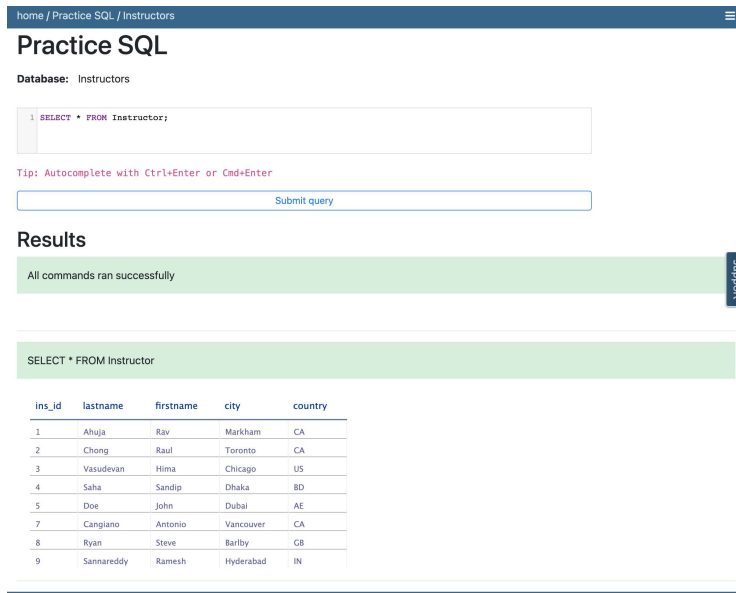 home / Practice SQL / Instructors
Practice SQL
Database: Instructors
1 SELECT * FROM Instructor;
Tip: Autocomplete with Ctrl+Enter or Cmd+Enter
Submit query
Results
All commands ran successfully
SELECT * FROM Instructor
ins_id lastname firstname city country
1 Ahuja Rav Markham CA
2 Chong Raul Toronto CA
3 Vasudevan Hima Chicago US
4 Saha Sandip Dhaka BD
5 Doe John Dubai AE
7 Cangiano Antonio Vancouver CA
8 Ryan Steve Barlby GB
9 Sannareddy Ramesh Hyderabad IN